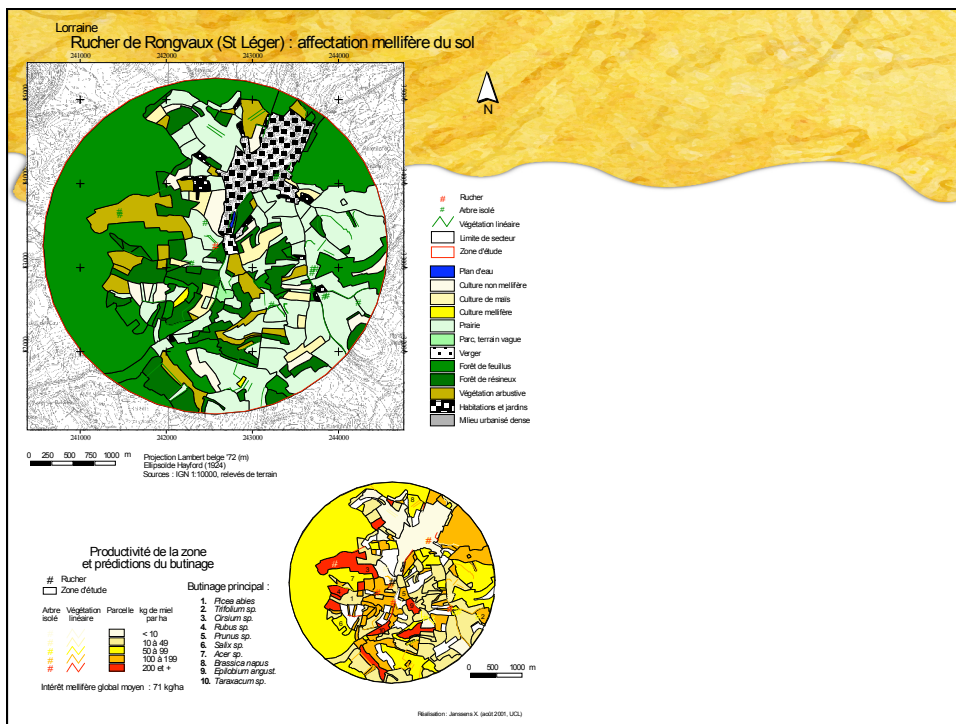 Lorraine
Rucher de Rongvaux (St Léger) : affectation mellifère du sol
241000 242000 243000 244000
N
Rucher
Arbre isolé
Végétation linéaire
Limite de secteur
Zone d'étude
Plan d'eau
Culture non mellifère
Culture de maïs
Culture mellifère
Prairie
Parc, terrain vague
Verger
Forêt de feuillus
Forêt de résineux
Végétation arbustive
Habitations et jardins
Milieu urbanisé dense
241000 242000 243000 244000
0 250 500 750 1000 m
Projection Lambert belge '72 (m)
Ellipsoïde Hayford (1924)
Sources : IGN 1:10000, relevés de terrain
Productivité de la zone
et prédictions du butinage
# Rucher
Zone d'étude
Arbre isolé
Végétation linéaire
Parcelle
kg de miel par ha
< 10
10 à 49
50 à 99
100 à 199
200 et +
Intérêt mellifère global moyen : 71 kg/ha
Butinage principal :
1. Picea abies
2. Trifolium sp.
3. Cirsium sp.
4. Rubus sp.
5. Prunus sp.
6. Salix sp.
7. Acer sp.
8. Brassica napus
9. Epilobium angust.
10. Taraxacum sp.
0 500 1000 m
Réalisation : Janssens X. (août 2001, UCL)